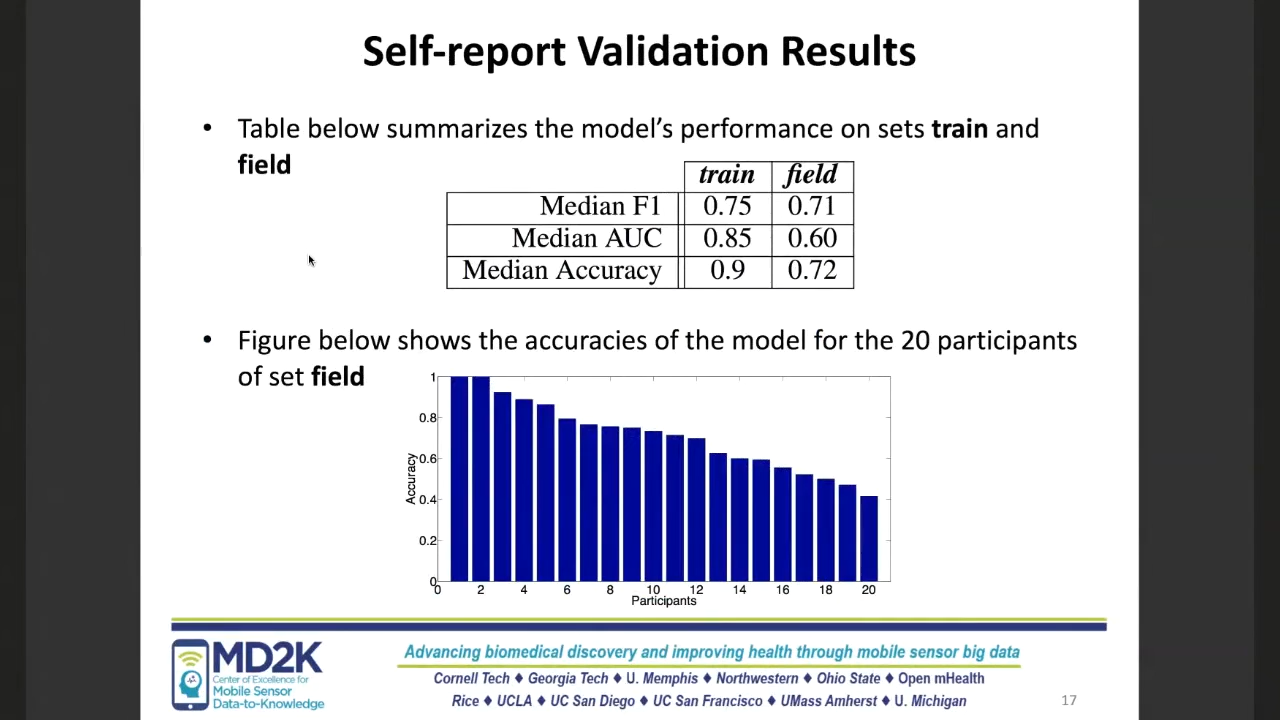 Self-report Validation Results
• Table below summarizes the model's performance on sets train and
field
train field
Median F1 0.75 0.71
Median AUC 0.85 0.60
Median Accuracy 0.9 0.72
• Figure below shows the accuracies of the model for the 20 participants
of set field
1
0.8
0.6
0.4
0.2
0
Accuracy
0 2 4 6 8 10 12 14 16 18 20
Participants
MD2K
Center of Excellence for
Mobile Sensor
Data-to-Knowledge
Advancing biomedical discovery and improving health through mobile sensor big data
Cornell Tech ♦ Georgia Tech ♦ U. Memphis ♦ Northwestern ♦ Ohio State ♦ Open mHealth
Rice ♦ UCLA ♦ UC San Diego ♦ UC San Francisco ♦ UMass Amherst ♦ U. Michigan
17